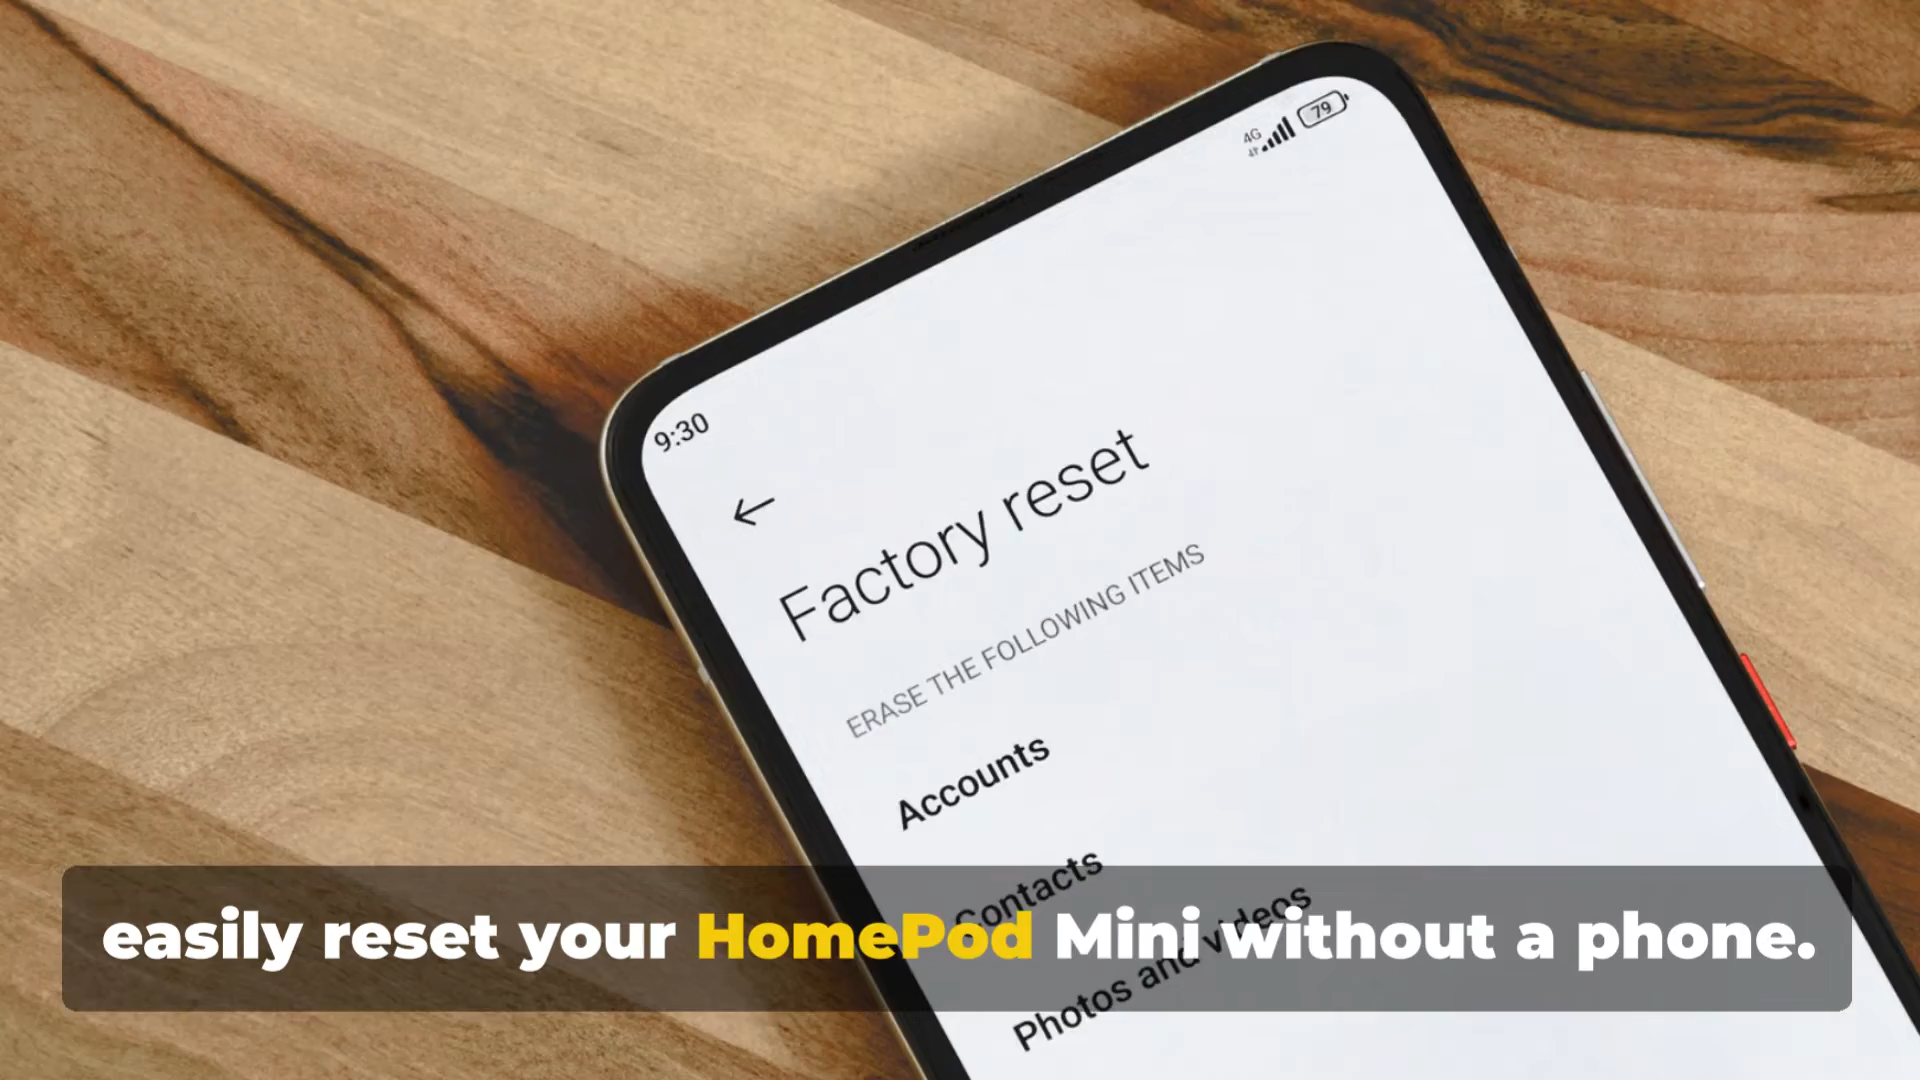 4G
79
9:30
Factory reset
ERASE THE FOLLOWING ITEMS
Accounts
Contacts
Photos and videos
easily reset your HomePod Mini without a phone.